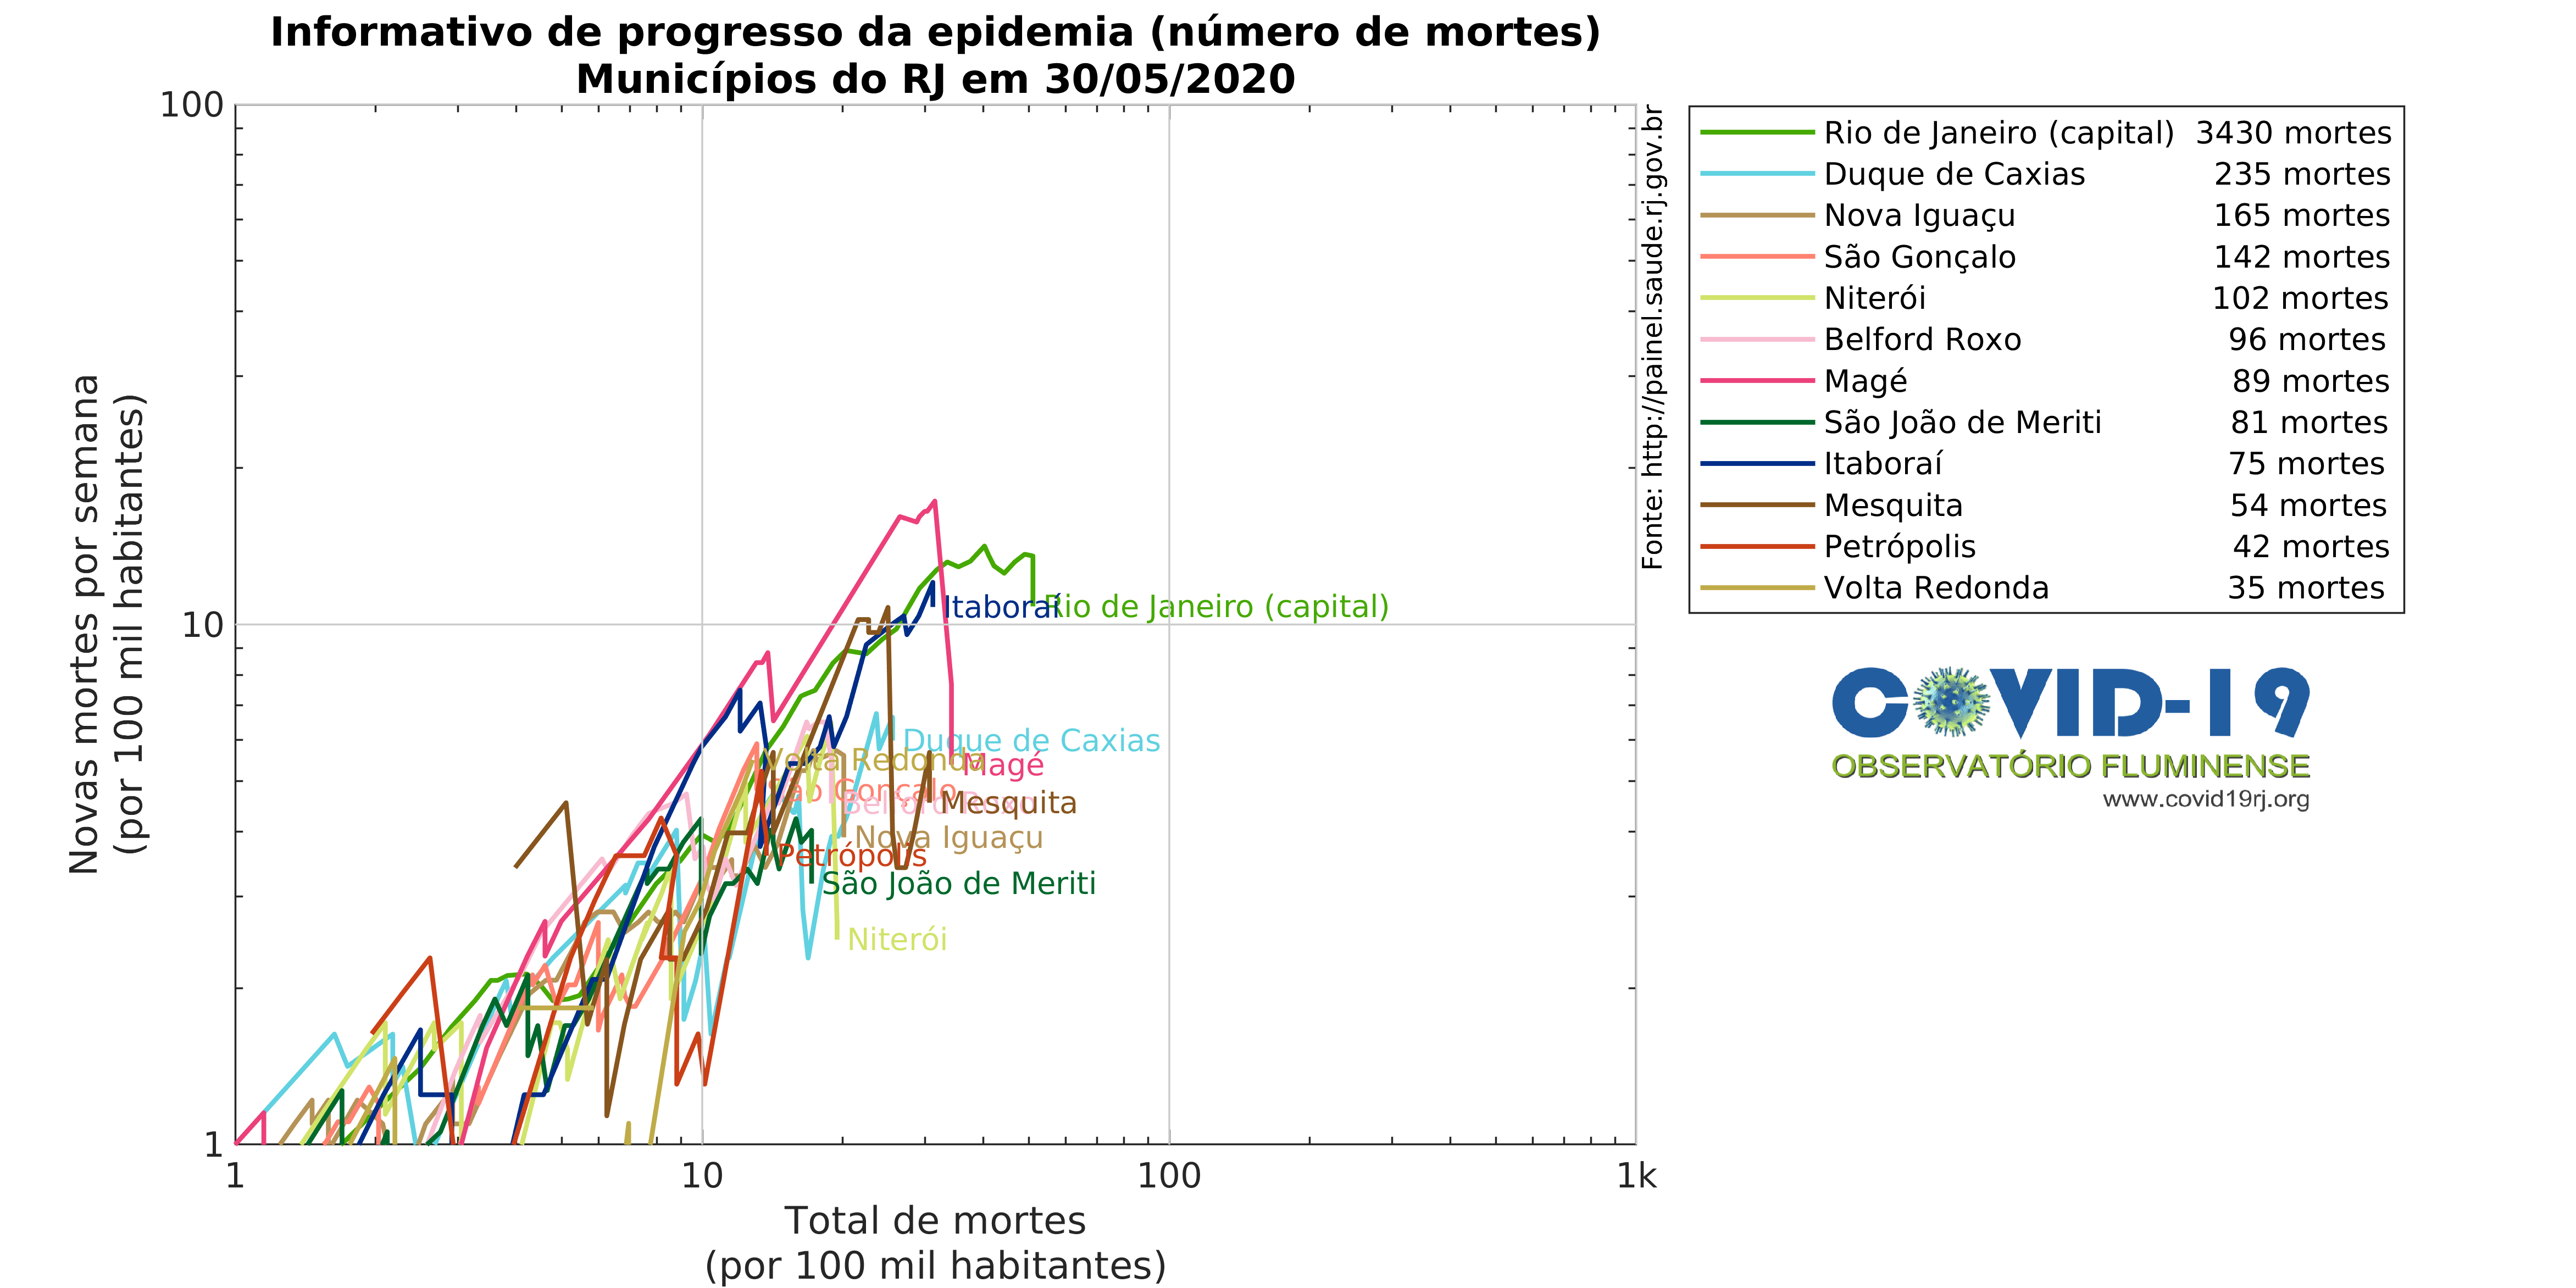 Informativo de progresso da epidemia (número de mortes)
Municípios do RJ em 30/05/2020
Novas mortes por semana
(por 100 mil habitantes)
100
10
1
1
10
100
1k
Total de mortes
(por 100 mil habitantes)
Itaboraí
Rio de Janeiro (capital)
Duque de Caxias
Volta Redonda
Magé
São Gonçalo
Belford Roxo
Mesquita
Nova Iguaçu
Petrópolis
São João de Meriti
Niterói
Fonte: http://painel.saude.rj.gov.br
Rio de Janeiro (capital) 3430 mortes
Duque de Caxias 235 mortes
Nova Iguaçu 165 mortes
São Gonçalo 142 mortes
Niterói 102 mortes
Belford Roxo 96 mortes
Magé 89 mortes
São João de Meriti 81 mortes
Itaboraí 75 mortes
Mesquita 54 mortes
Petrópolis 42 mortes
Volta Redonda 35 mortes
COVID-19
OBSERVATÓRIO FLUMINENSE
www.covid19rj.org